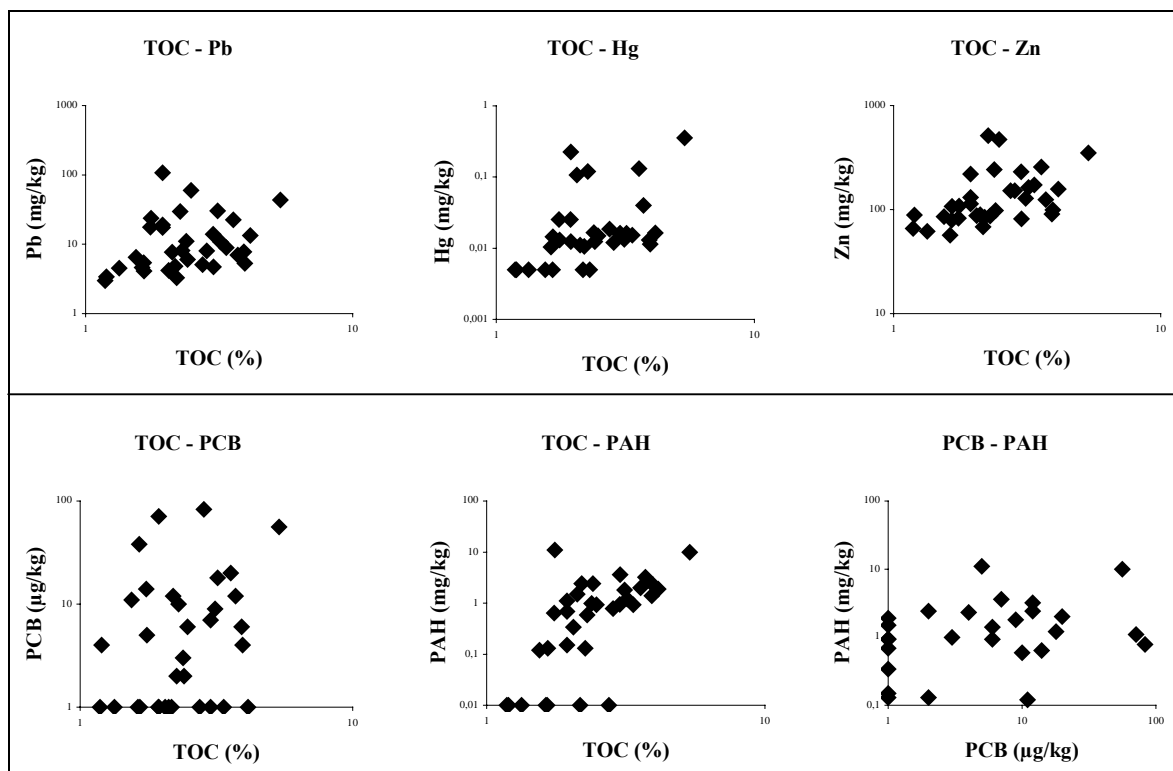 TOC - Pb
1000
100
10
1
Pb (mg/kg)
1
10
TOC (%)
TOC - Hg
1
0,1
0,01
0,001
Hg (mg/kg)
1
10
TOC (%)
TOC - Zn
1000
100
10
Zn (mg/kg)
1
10
TOC (%)
TOC - PCB
100
10
1
PCB (µg/kg)
1
10
TOC (%)
TOC - PAH
100
10
1
0,1
0,01
PAH (mg/kg)
1
10
TOC (%)
PCB - PAH
100
10
1
0,1
PAH (mg/kg)
1
10
100
PCB (µg/kg)